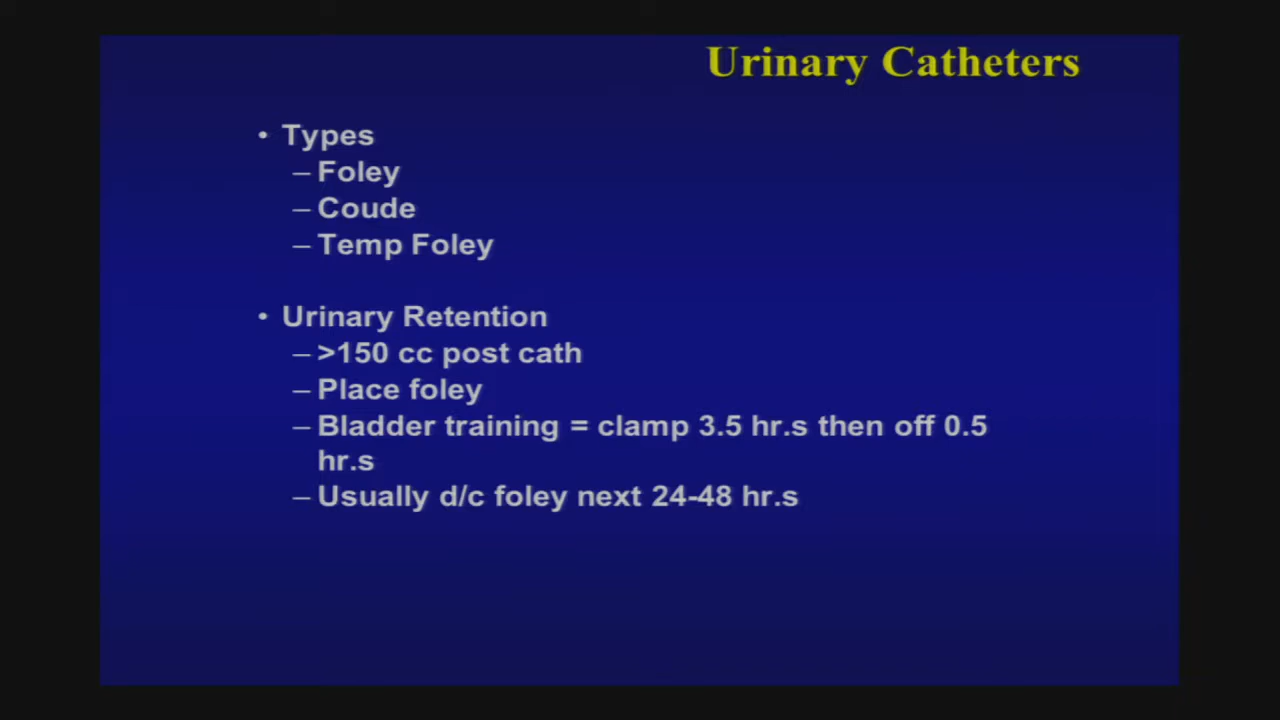 Urinary Catheters
• Types
– Foley
– Coude
– Temp Foley
• Urinary Retention
– >150 cc post cath
– Place foley
– Bladder training = clamp 3.5 hr.s then off 0.5
hr.s
– Usually d/c foley next 24-48 hr.s